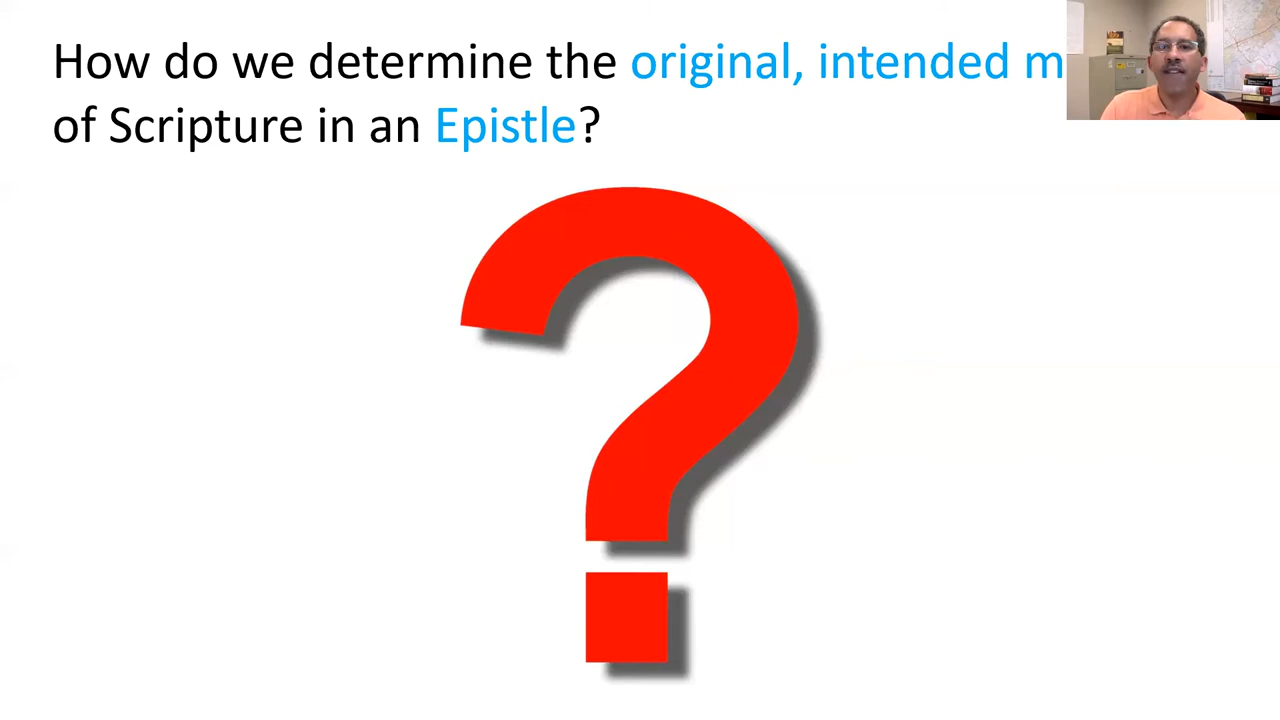 How do we determine the original, intended m
of Scripture in an Epistle?